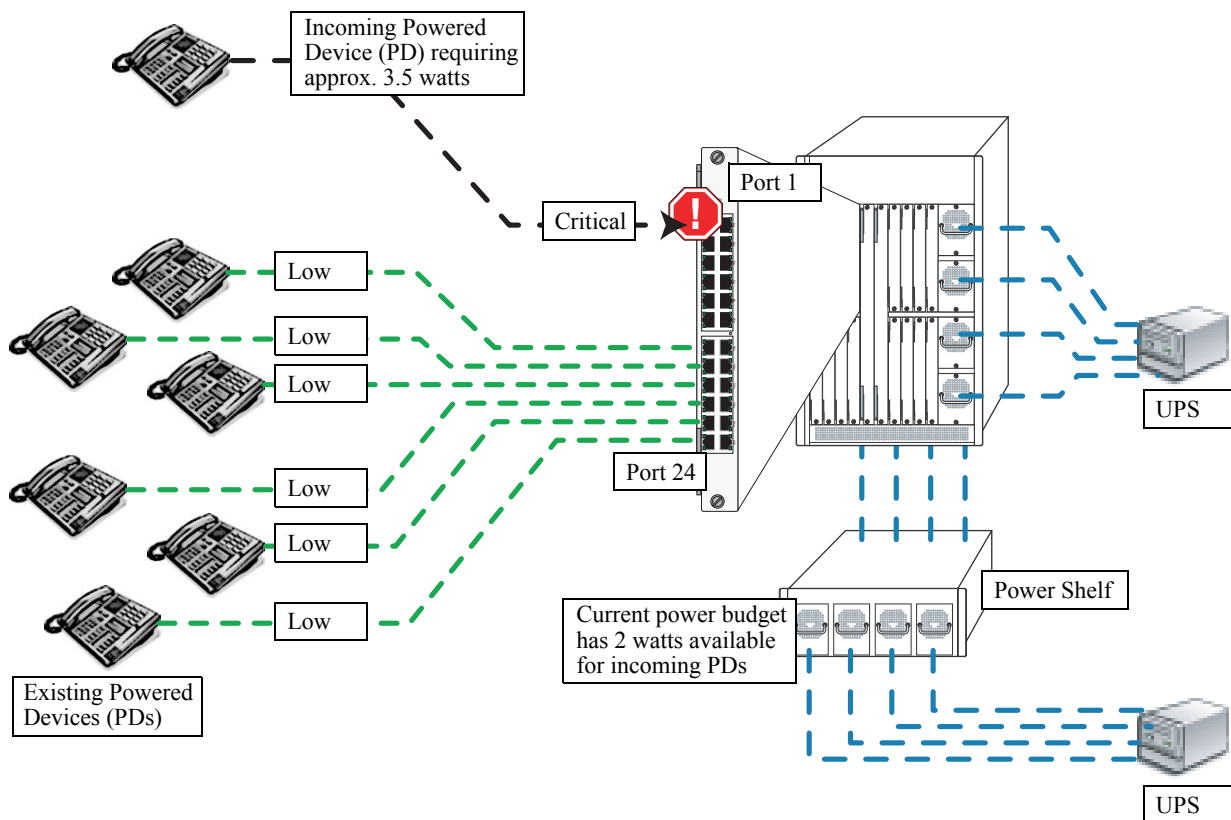 Incoming Powered
Device (PD) requiring
approx. 3.5 watts
Port 1
Critical
!
Low
Low
Low
UPS
Port 24
Low
Low
Low
Power Shelf
Current power budget
has 2 watts available
for incoming PDs
Existing Powered
Devices (PDs)
UPS